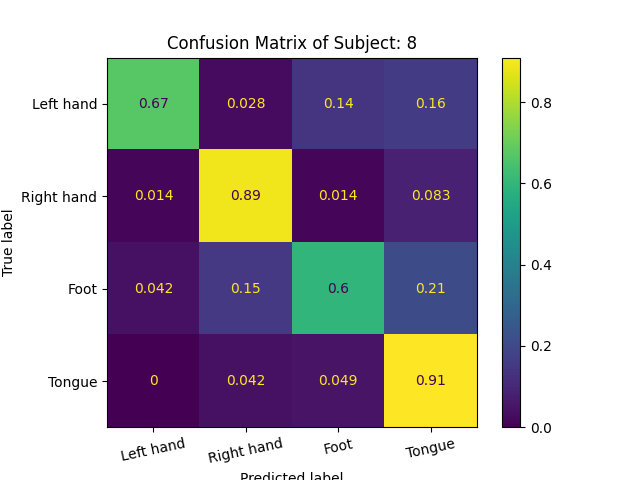 Confusion Matrix of Subject: 8
True label
Left hand 0.67 0.028 0.14 0.16
Right hand 0.014 0.89 0.014 0.083
Foot 0.042 0.15 0.6 0.21
Tongue 0 0.042 0.049 0.91
Left hand Right hand Foot Tongue
Predicted label
0.8
0.6
0.4
0.2
0.0